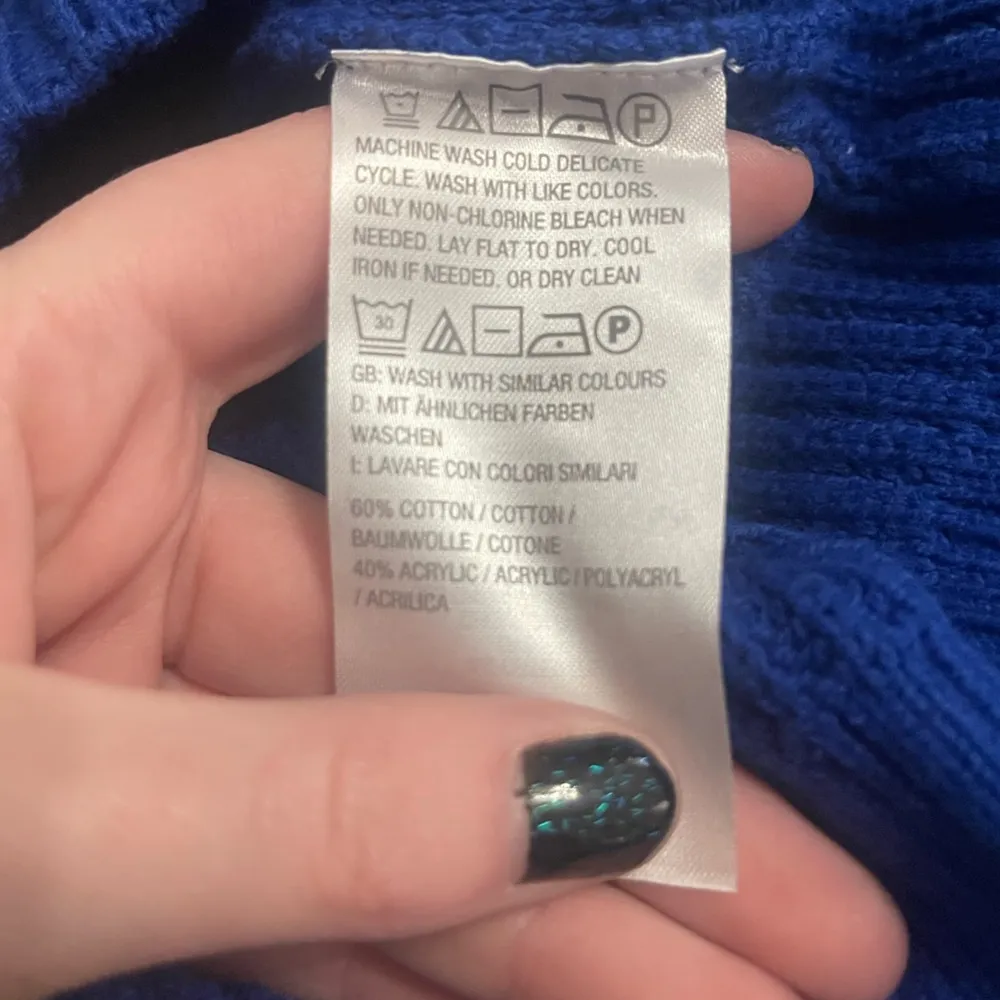 P
MACHINE WASH COLD DELICATE
CYCLE. WASH WITH LIKE COLORS.
ONLY NON-CHLORINE BLEACH WHEN
NEEDED. LAY FLAT TO DRY. COOL
IRON IF NEEDED. OR DRY CLEAN
30 P
GB: WASH WITH SIMILAR COLOURS
D: MIT ÄHNLICHEN FARBEN
WASCHEN
I: LAVARE CON COLORI SIMILARI
60% COTTON / COTTON /
BAUMWOLLE / COTONE
40% ACRYLIC / ACRYLIC / POLYACRYL
/ ACRILICA